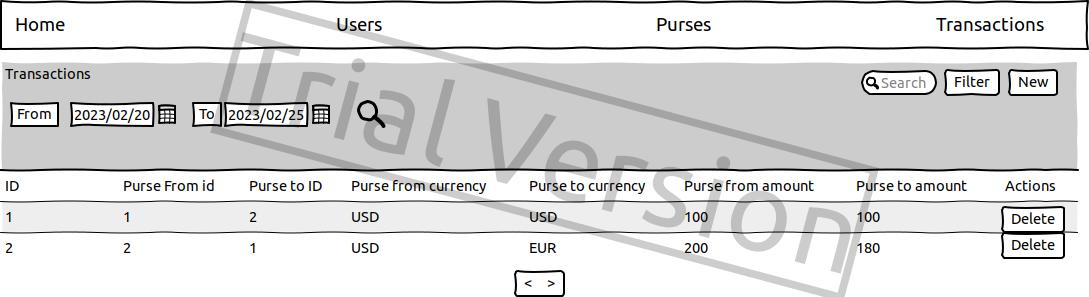 Home Users Purses Transactions
Transactions
Search Filter New
From 2023/02/20 To 2023/02/25
ID Purse From id Purse to ID Purse from currency Purse to currency Purse from amount Purse to amount Actions
1 1 2 USD USD 100 100 Delete
2 2 1 USD EUR 200 180 Delete
< >
Trial Version